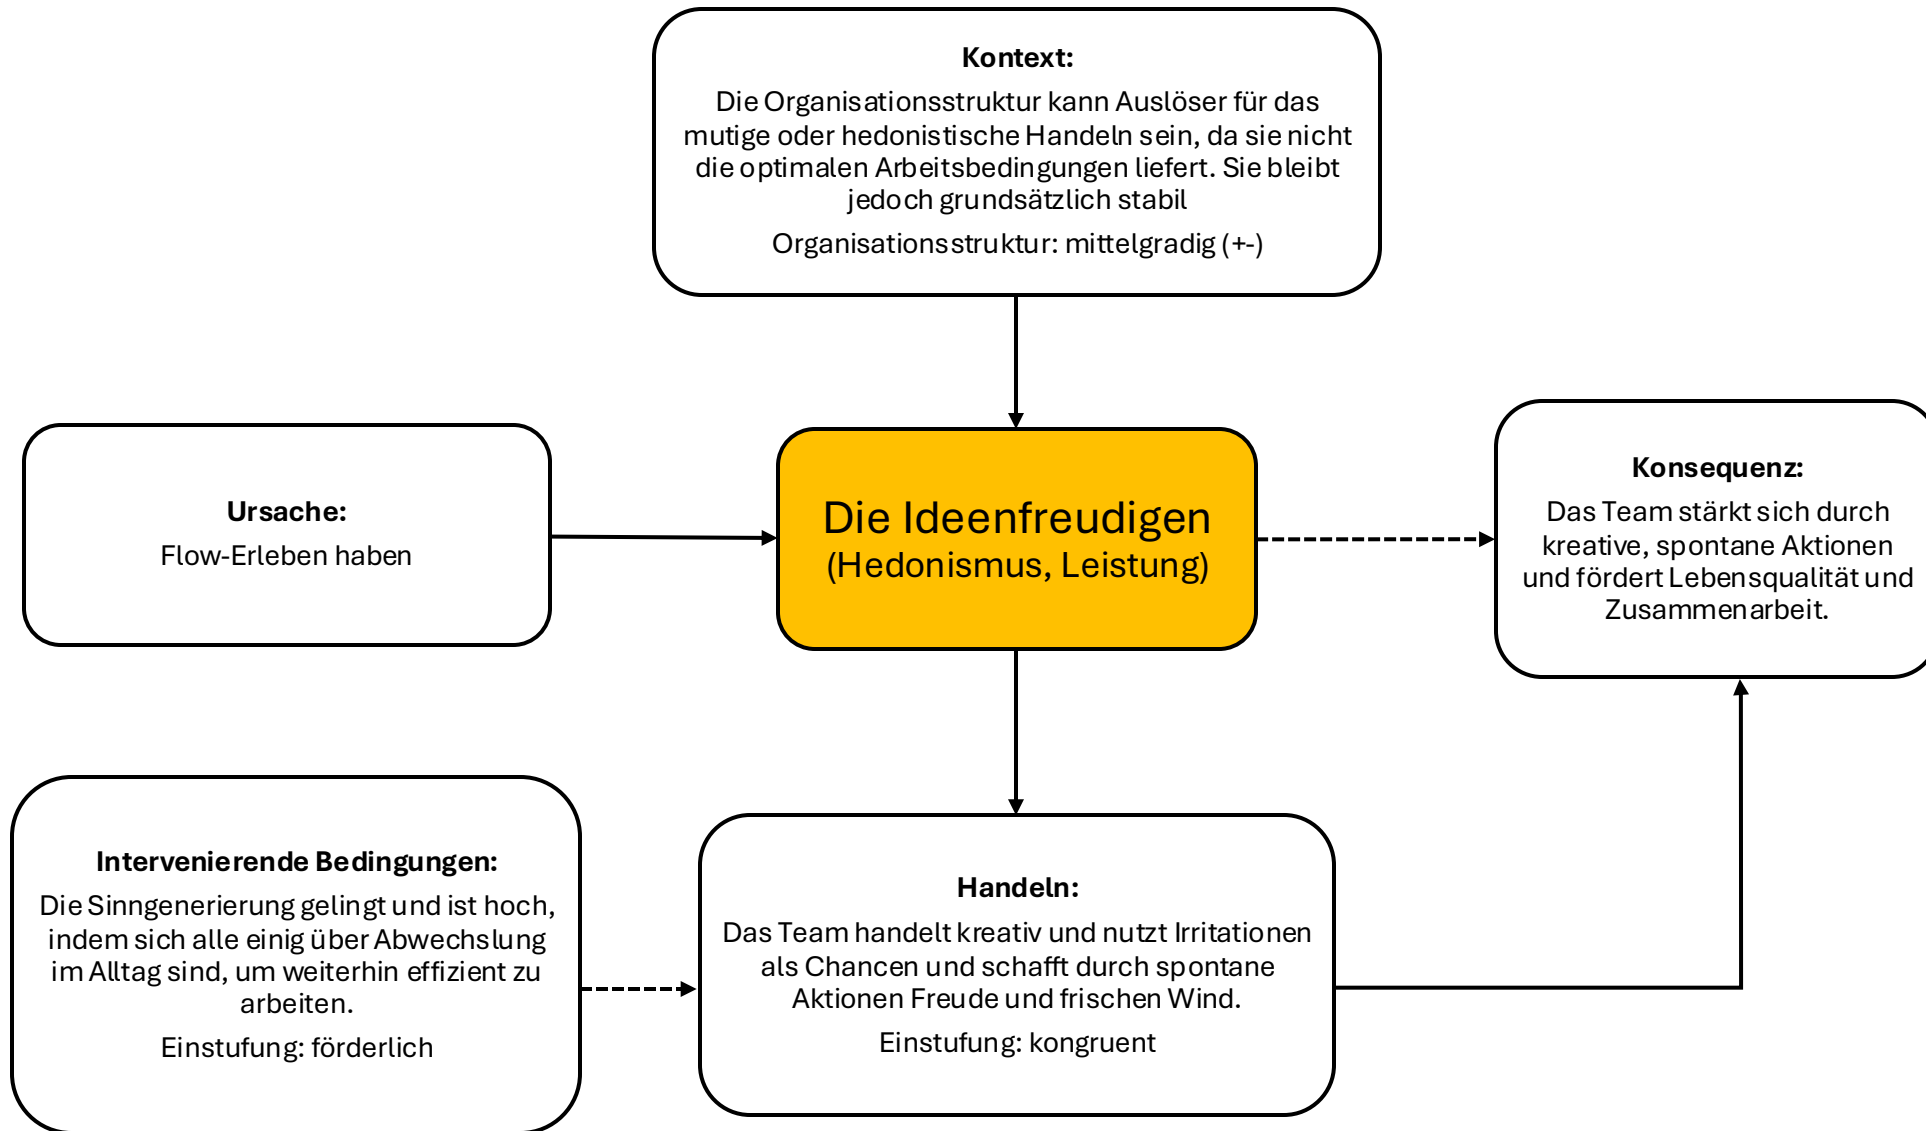 Kontext:
Die Organisationsstruktur kann Auslöser für das
mutige oder hedonistische Handeln sein, da sie nicht
die optimalen Arbeitsbedingungen liefert. Sie bleibt
jedoch grundsätzlich stabil
Organisationsstruktur: mittelgradig (+-)
Ursache:
Flow-Erleben haben
Die Ideenfreudigen
(Hedonismus, Leistung)
Konsequenz:
Das Team stärkt sich durch
kreative, spontane Aktionen
und fördert Lebensqualität und
Zusammenarbeit.
Intervenierende Bedingungen:
Die Sinngenerierung gelingt und ist hoch,
indem sich alle einig über Abwechslung
im Alltag sind, um weiterhin effizient zu
arbeiten.
Einstufung: förderlich
Handeln:
Das Team handelt kreativ und nutzt Irritationen
als Chancen und schafft durch spontane
Aktionen Freude und frischen Wind.
Einstufung: kongruent